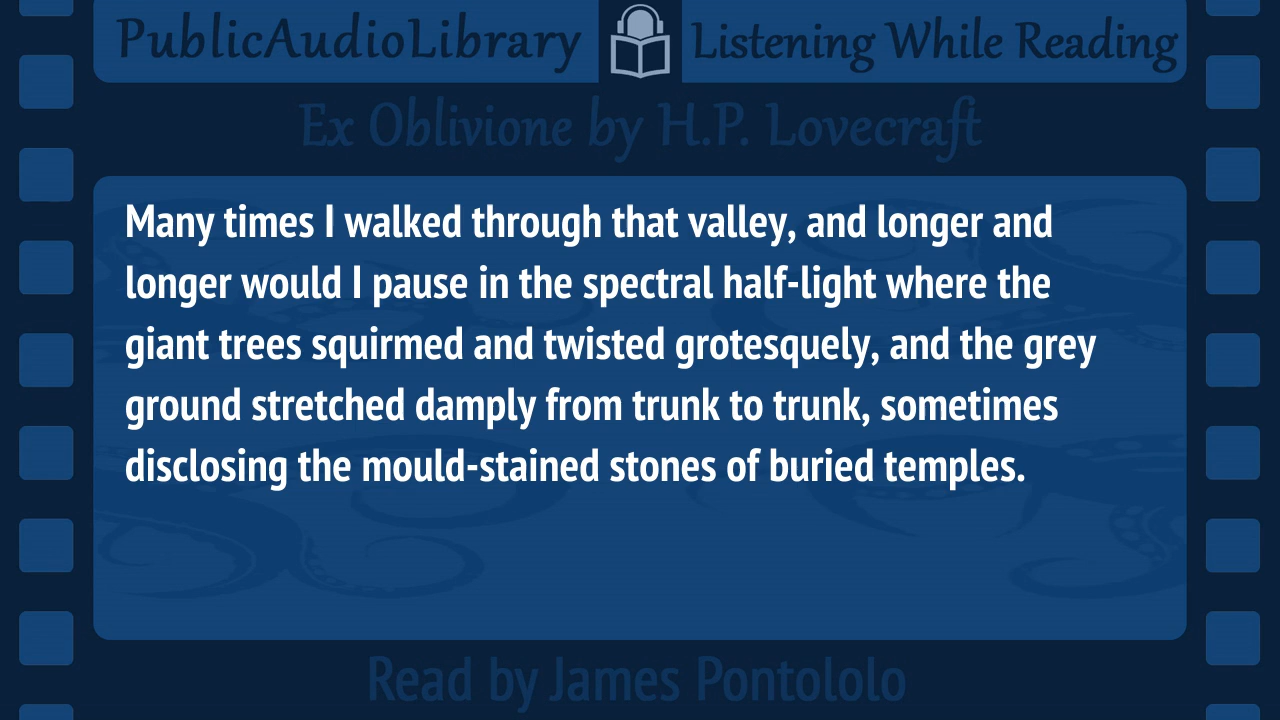 PublicAudioLibrary Listening While Reading
Ex Oblivione by H.P. Lovecraft
Many times I walked through that valley, and longer and
longer would I pause in the spectral half-light where the
giant trees squirmed and twisted grotesquely, and the grey
ground stretched damply from trunk to trunk, sometimes
disclosing the mould-stained stones of buried temples.
Read by James Pontololo